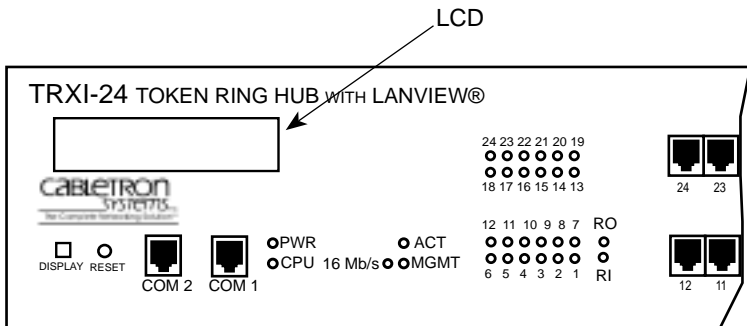 LCD
TRXI-24 TOKEN RING HUB WITH LANVIEW®
24 23 22 21 20 19
18 17 16 15 14 13
24 23
CABLETRON
SYSTEMS
The Complete Networking Solution
12 11 10 9 8 7 RO
PWR ACT
CPU 16 Mb/s MGMT
DISPLAY RESET
COM 2 COM 1
6 5 4 3 2 1 RI
12 11